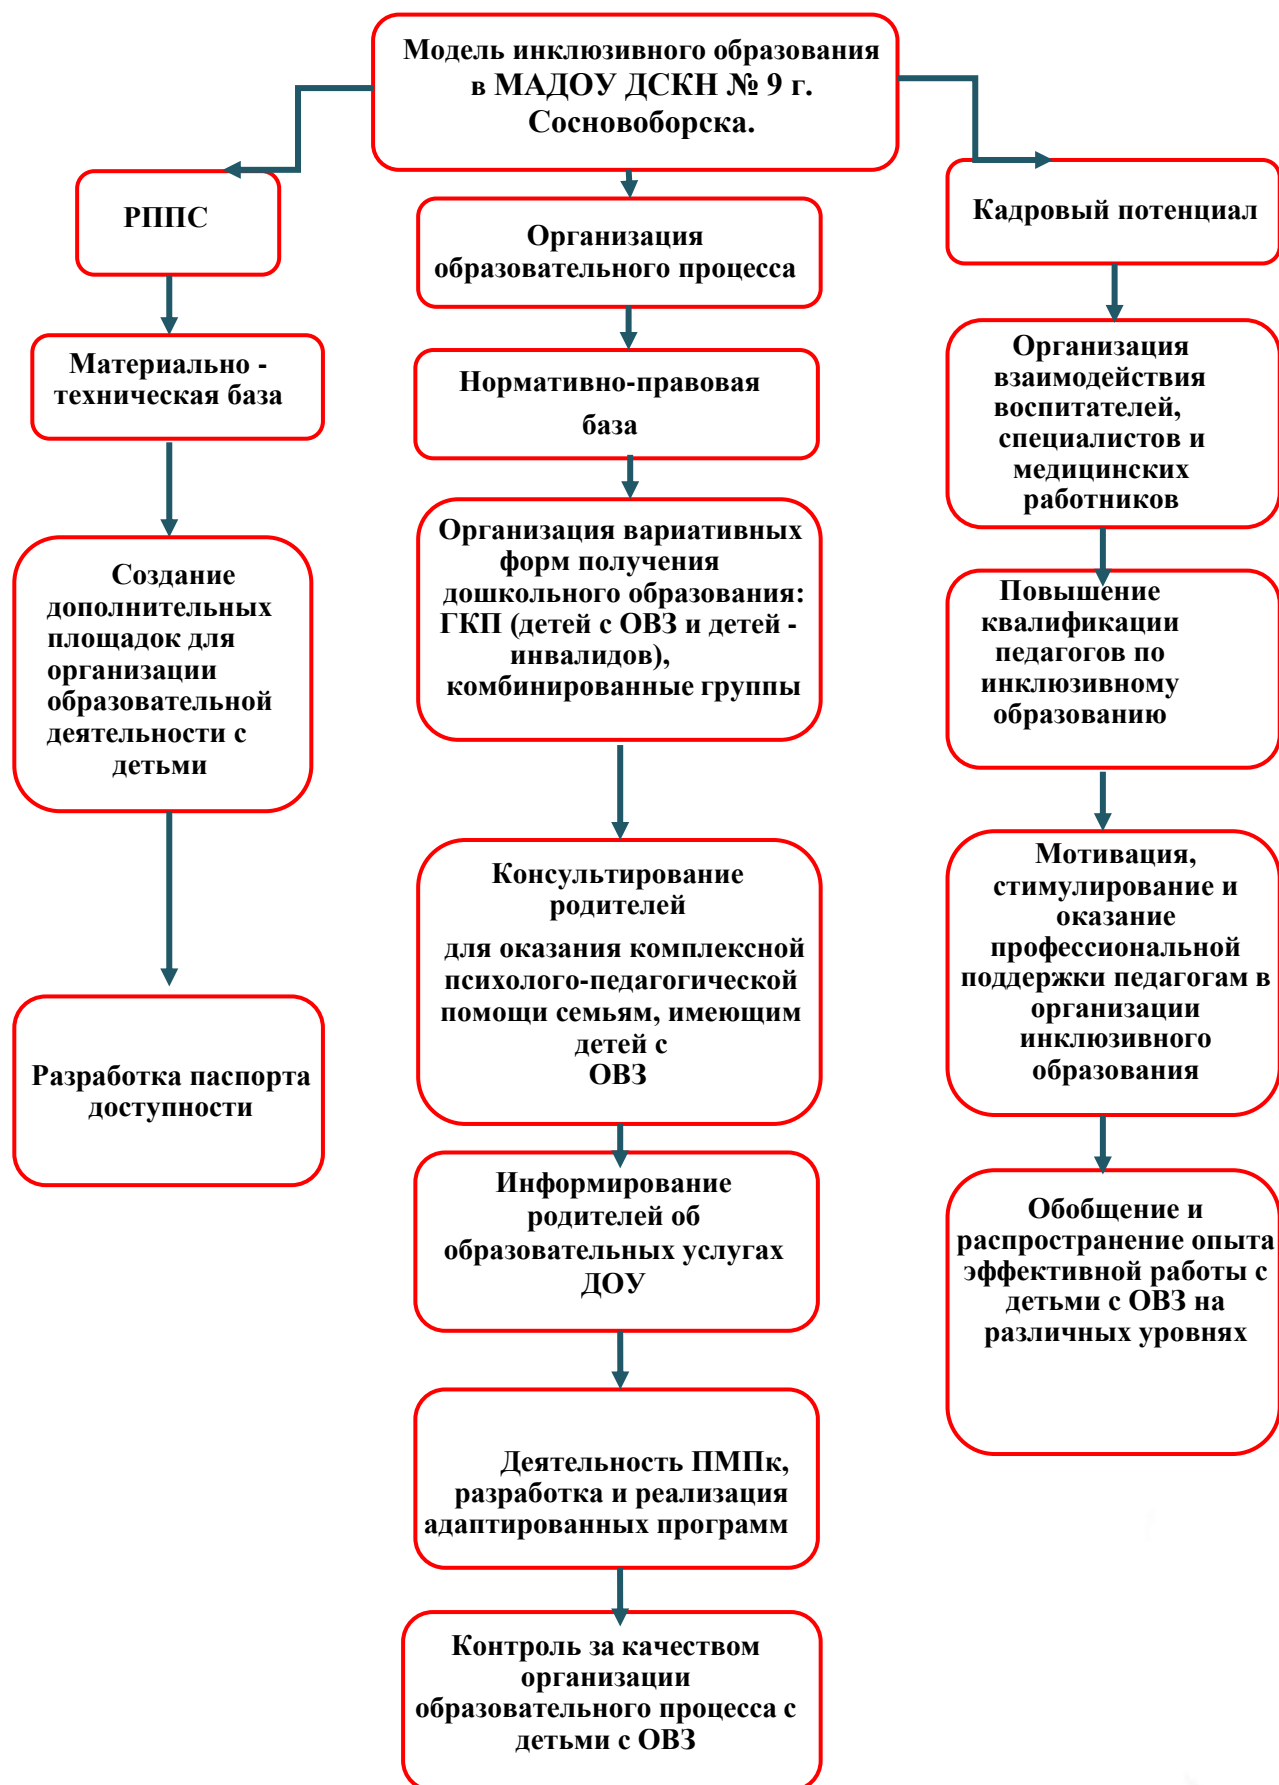 Модель инклюзивного образования
в МАДОУ ДСКН № 9 г.
Сосновоборска.
РППС
Материально -
техническая база
Создание
дополнительных
площадок для
организации
образовательной
деятельности с
детьми
Разработка паспорта
доступности
Организация
образовательного процесса
Нормативно-правовая
база
Организация вариативных
форм получения
дошкольного образования:
ГКП (детей с ОВЗ и детей -
инвалидов),
комбинированные группы
Консультирование
родителей
для оказания комплексной
психолого-педагогической
помощи семьям, имеющим
детей с
ОВЗ
Информирование
родителей об
образовательных услугах
ДОУ
Деятельность ПМПк,
разработка и реализация
адаптированных программ
Контроль за качеством
организации
образовательного процесса с
детьми с ОВЗ
Кадровый потенциал
Организация
взаимодействия
воспитателей,
специалистов и
медицинских
работников
Повышение
квалификации
педагогов по
инклюзивному
образованию
Мотивация,
стимулирование и
оказание
профессиональной
поддержки педагогам в
организации
инклюзивного
образования
Обобщение и
распространение опыта
эффективной работы с
детьми с ОВЗ на
различных уровнях